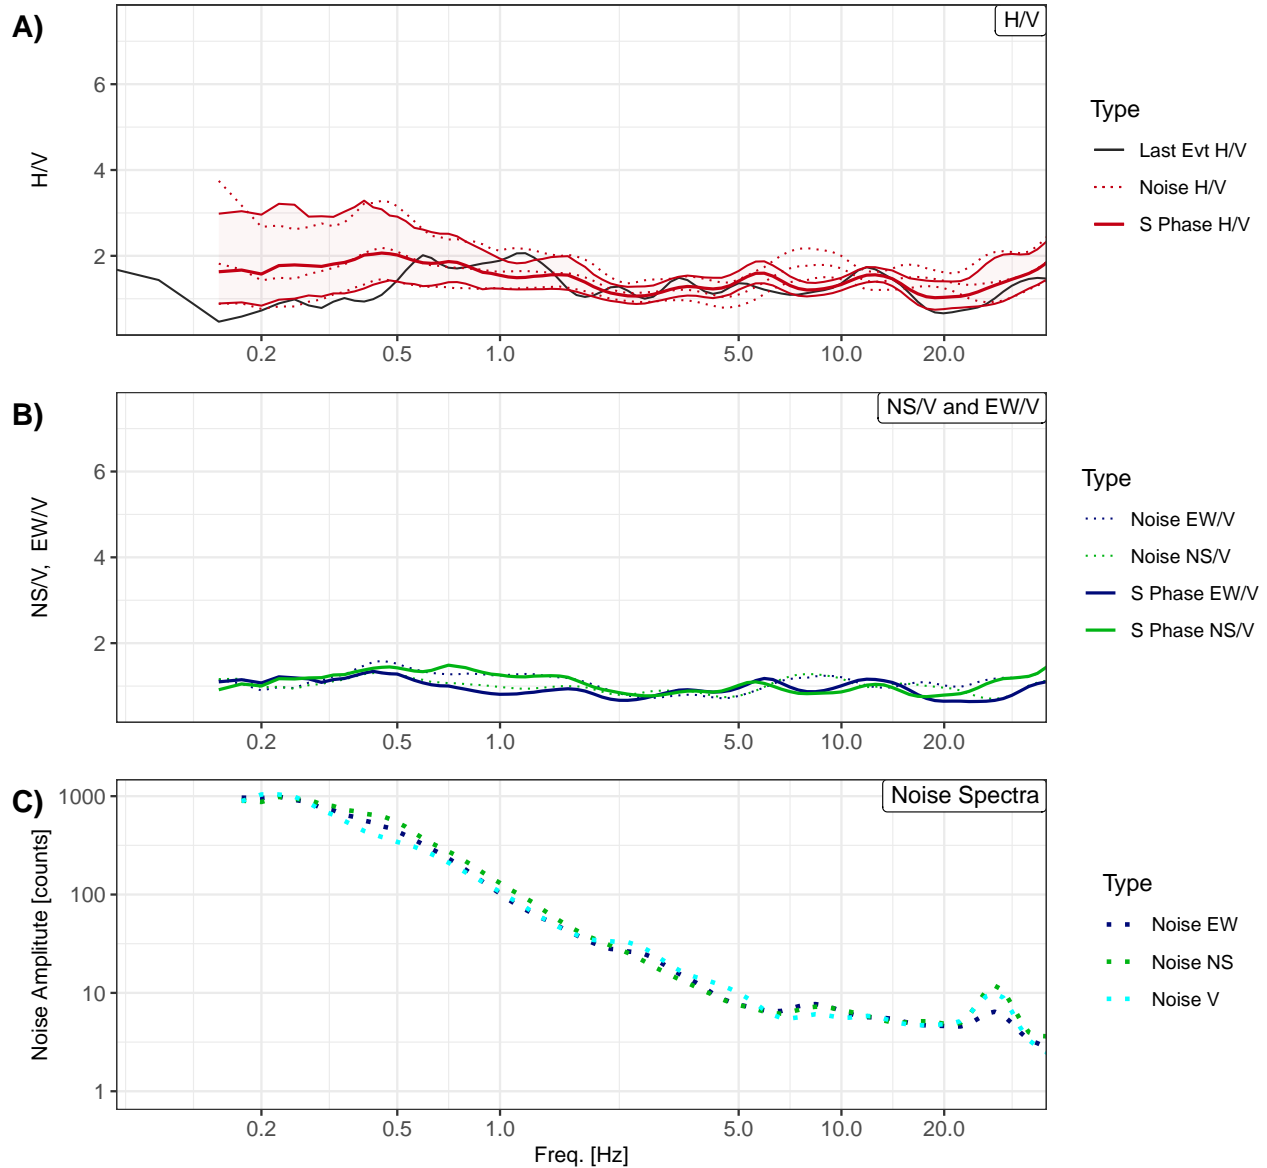 A)
H/V
6
4
2
H/V
0.2 0.5 1.0 5.0 10.0 20.0
Type
Last Evt H/V
Noise H/V
S Phase H/V
B)
NS/V and EW/V
6
4
2
NS/V,  EW/V
0.2 0.5 1.0 5.0 10.0 20.0
Type
Noise EW/V
Noise NS/V
S Phase EW/V
S Phase NS/V
C)
Noise Spectra
1000
100
10
1
Noise Amplitute [counts]
0.2 0.5 1.0 5.0 10.0 20.0
Freq. [Hz]
Type
Noise EW
Noise NS
Noise V